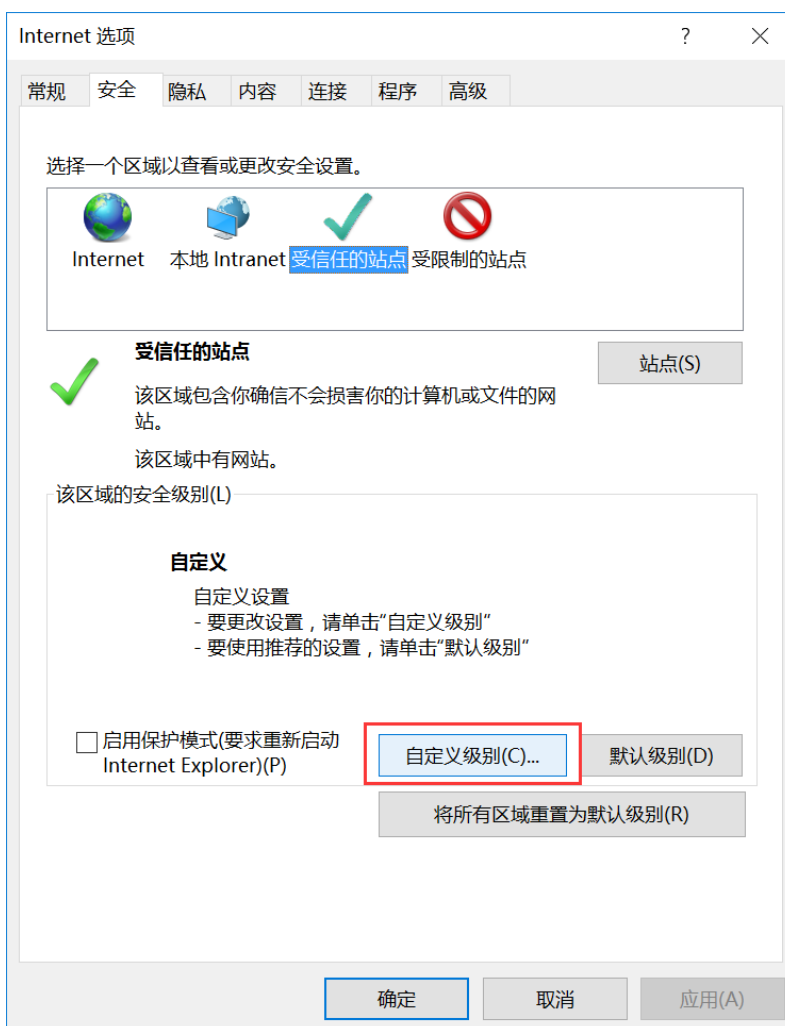 Internet 选项
?
常规 安全 隐私 内容 连接 程序 高级
选择一个区域以查看或更改安全设置。
Internet 本地 Intranet 受信任的站点 受限制的站点
受信任的站点
站点(S)
该区域包含你确信不会损害你的计算机或文件的网
站。
该区域中有网站。
该区域的安全级别(L)
自定义
自定义设置
- 要更改设置，请单击“自定义级别”
- 要使用推荐的设置，请单击“默认级别”
启用保护模式(要求重新启动
Internet Explorer)(P)
自定义级别(C)... 默认级别(D)
将所有区域重置为默认级别(R)
确定 取消 应用(A)